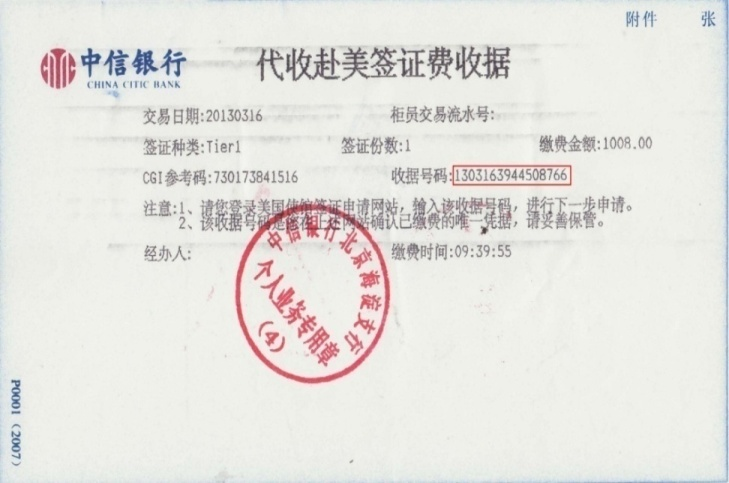 附件 张
中信银行
CHINA CITIC BANK
代收赴美签证费收据
交易日期:20130316 柜员交易流水号:
签证种类:Tier1 签证份数:1 缴费金额:1008.00
CGI参考码:730173841516 收据号码:1303163944508766
注意:1、请您登录美国使馆签证申请网站，输入该收据号码，进行下一步申请。
2、该收据号码是您在上述网站确认已缴费的唯一凭据，请妥善保管。
经办人: 缴费时间:09:39:55
中信银行北京海淀支行
个人业务专用章
(4)
P0001 (2007)